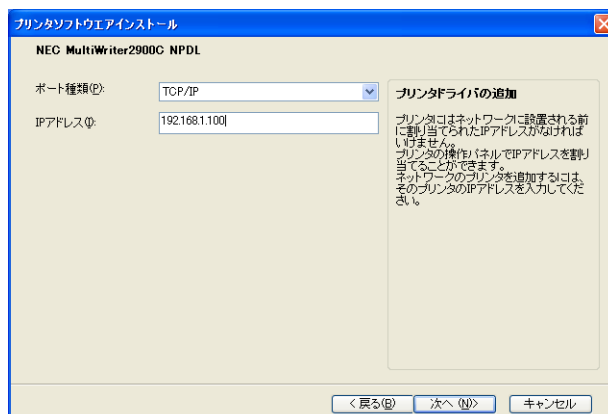 プリンタソフトウエアインストール
NEC MultiWriter2900C NPDL
ポート種類(P):
TCP/IP
IPアドレス(I):
192.168.1.100
プリンタドライバの追加
プリンタにはネットワークに設置される前
に割り当てられたIPアドレスがなければ
いけません。
プリンタの操作パネルでIPアドレスを割り
当てることができます。
ネットワークのプリンタを追加するには、
そのプリンタのIPアドレスを入力してくだ
さい。
< 戻る(B)
次へ (N)>
キャンセル